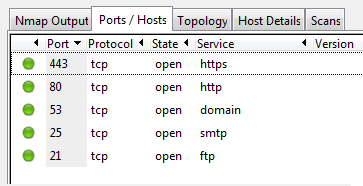 Nmap Output Ports / Hosts Topology Host Details Scans
Port Protocol State Service Version
443 tcp open https
80 tcp open http
53 tcp open domain
25 tcp open smtp
21 tcp open ftp